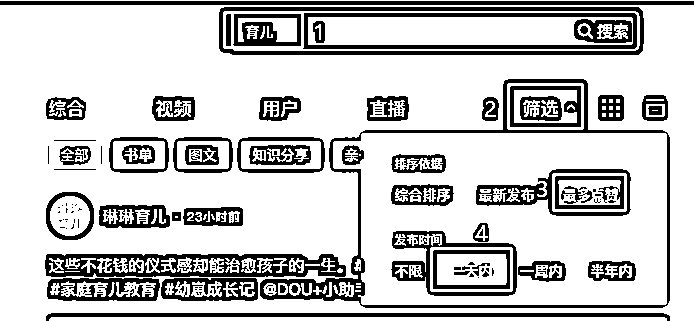 育儿 1 搜索
综合 视频 用户 直播 2 筛选
全部 书单 图文 知识分享 亲
排序依据
综合排序 最新发布 3 最多点赞
琳琳育儿 · 23小时前
发布时间 4
这些不花钱的仪式感却能治愈孩子的一生。#
不限 一天内 一周内 半年内
#家庭育儿教育 #幼崽成长记 @DOU+小助手